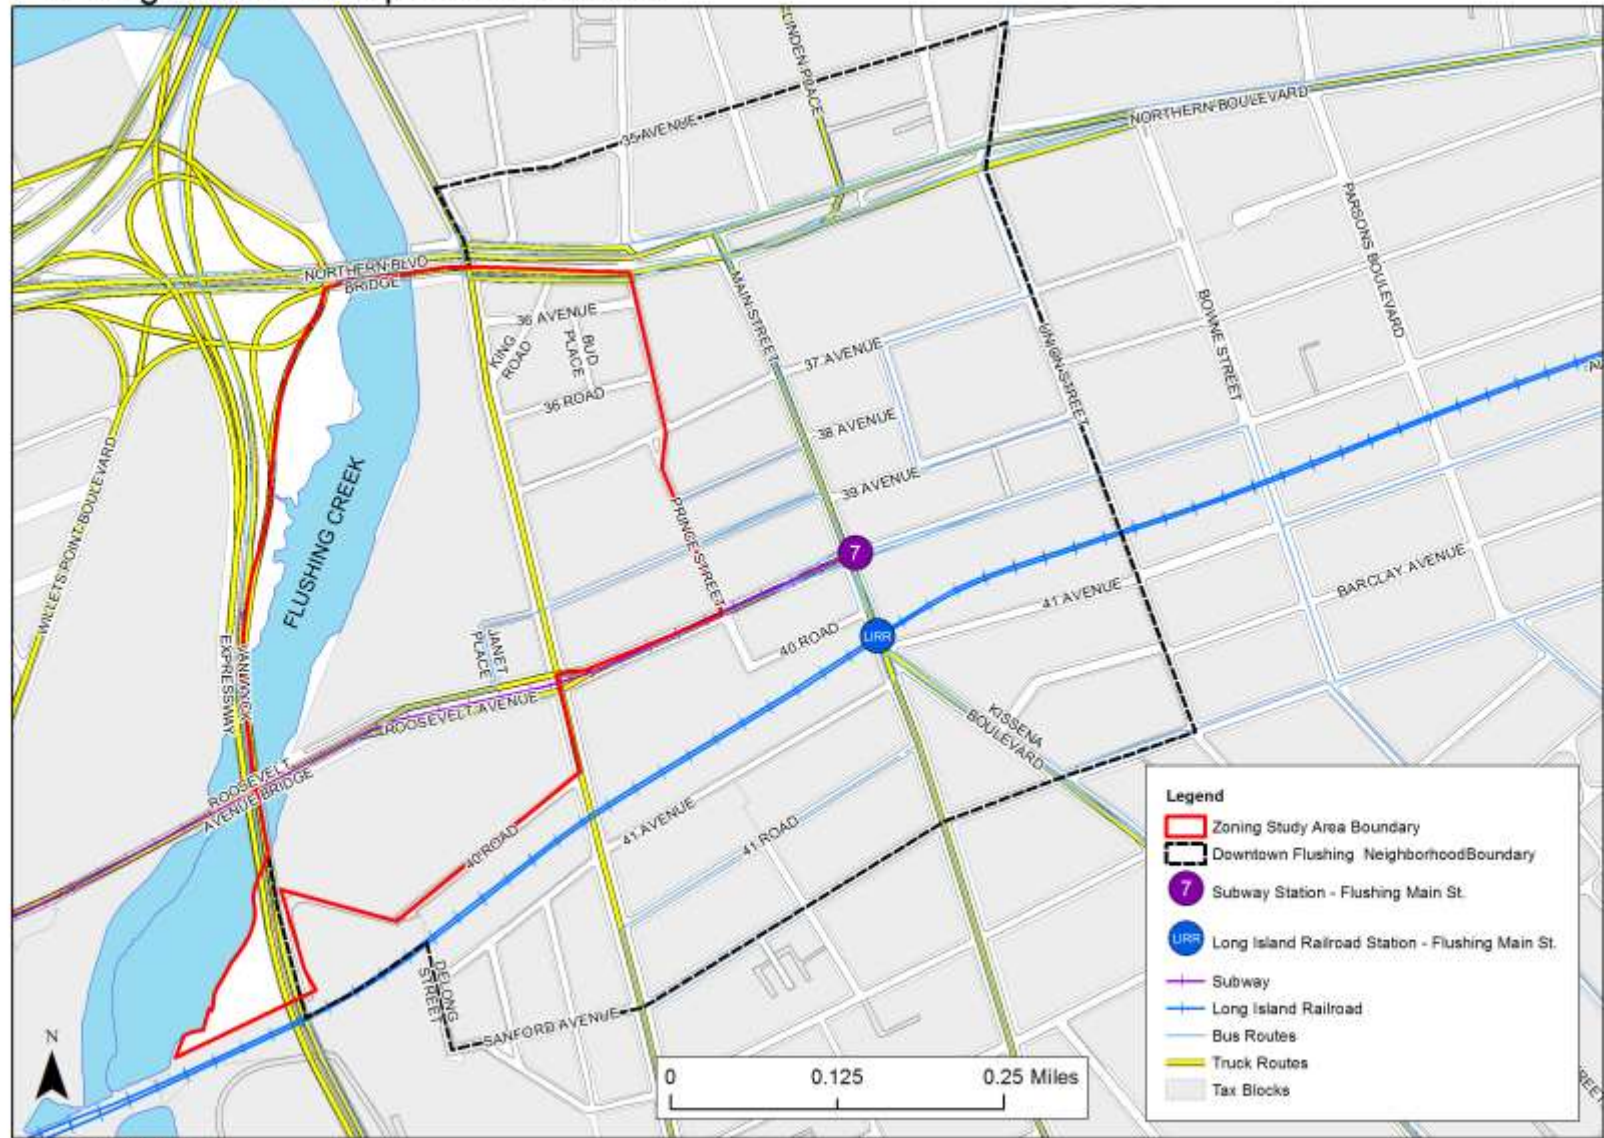 LINDEN PLACE
35 AVENUE
NORTHERN BOULEVARD
NORTHERN BLVD
BRIDGE
36 AVENUE
KING
ROAD
BUD
PLACE
36 ROAD
MAIN STREET
37 AVENUE
38 AVENUE
39 AVENUE
UNION STREET
BOWNE STREET
PARSONS BOULEVARD
WILLETS POINT BOULEVARD
FLUSHING CREEK
PRINCE STREET
7
JANET
PLACE
40 ROAD
LIRR
41 AVENUE
BARCLAY AVENUE
VANWYCK
EXPRESSWAY
ROOSEVELT AVENUE
ROOSEVELT
AVENUE BRIDGE
KISSENA
BOULEVARD
40 ROAD
41 AVENUE
41 ROAD
DELONG
STREET
SANFORD AVENUE
N
0 0.125 0.25 Miles
Legend
Zoning Study Area Boundary
Downtown Flushing NeighborhoodBoundary
7 Subway Station - Flushing Main St.
LIRR Long Island Railroad Station - Flushing Main St.
Subway
Long Island Railroad
Bus Routes
Truck Routes
Tax Blocks